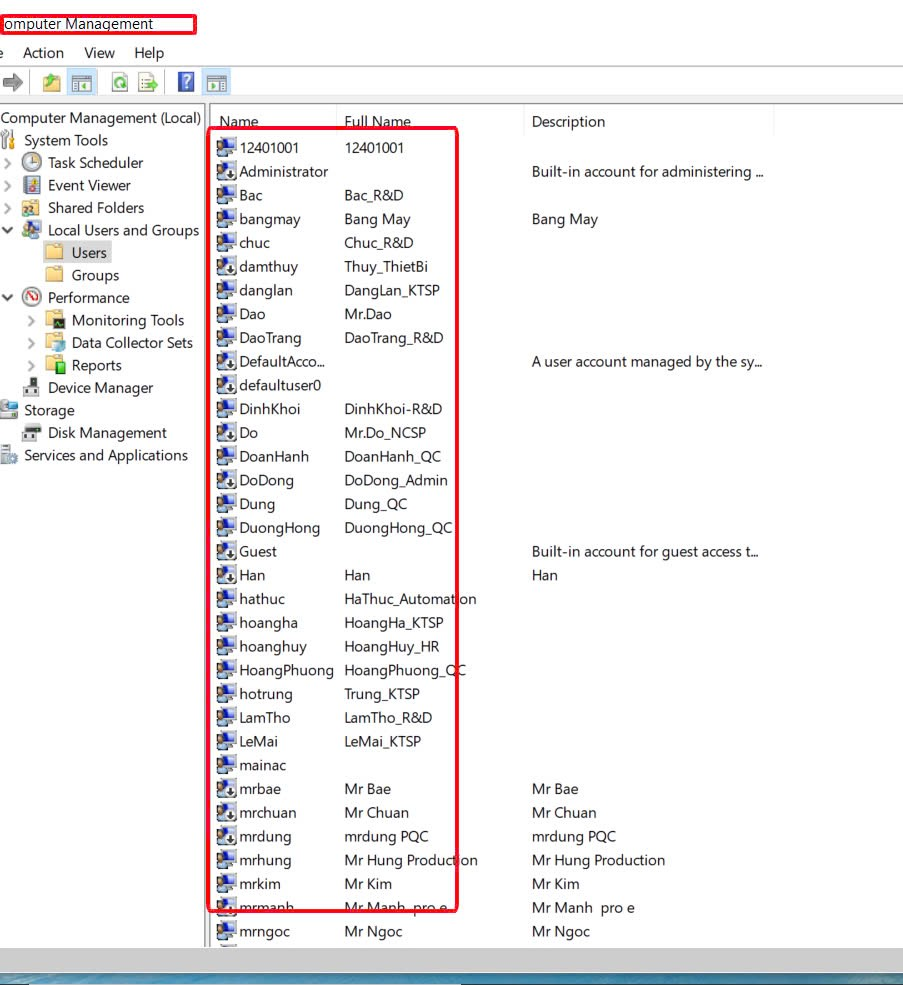 omputer Management
e Action View Help
Computer Management (Local)
System Tools
Task Scheduler
Event Viewer
Shared Folders
Local Users and Groups
Users
Groups
Performance
Monitoring Tools
Data Collector Sets
Reports
Device Manager
Storage
Disk Management
Services and Applications
Name Full Name Description
12401001 12401001
Administrator Built-in account for administering ...
Bac Bac_R&D
bangmay Bang May Bang May
chuc Chuc_R&D
damthuy Thuy_ThietBi
danglan DangLan_KTSP
Dao Mr.Dao
DaoTrang DaoTrang_R&D
DefaultAcco... A user account managed by the sy...
defaultuser0
DinhKhoi DinhKhoi-R&D
Do Mr.Do_NCSP
DoanHanh DoanHanh_QC
DoDong DoDong_Admin
Dung Dung_QC
DuongHong DuongHong_QC
Guest Built-in account for guest access t...
Han Han Han
hathuc HaThuc_Automation
hoangha HoangHa_KTSP
hoanghuy HoangHuy_HR
HoangPhuong HoangPhuong_QC
hotrung Trung_KTSP
LamTho LamTho_R&D
LeMai LeMai_KTSP
mainac
mrbae Mr Bae Mr Bae
mrchuan Mr Chuan Mr Chuan
mrdung mrdung PQC mrdung PQC
mrhung Mr Hung Production Mr Hung Production
mrkim Mr Kim Mr Kim
mrmanh Mr Manh pro e Mr Manh pro e
mrngoc Mr Ngoc Mr Ngoc